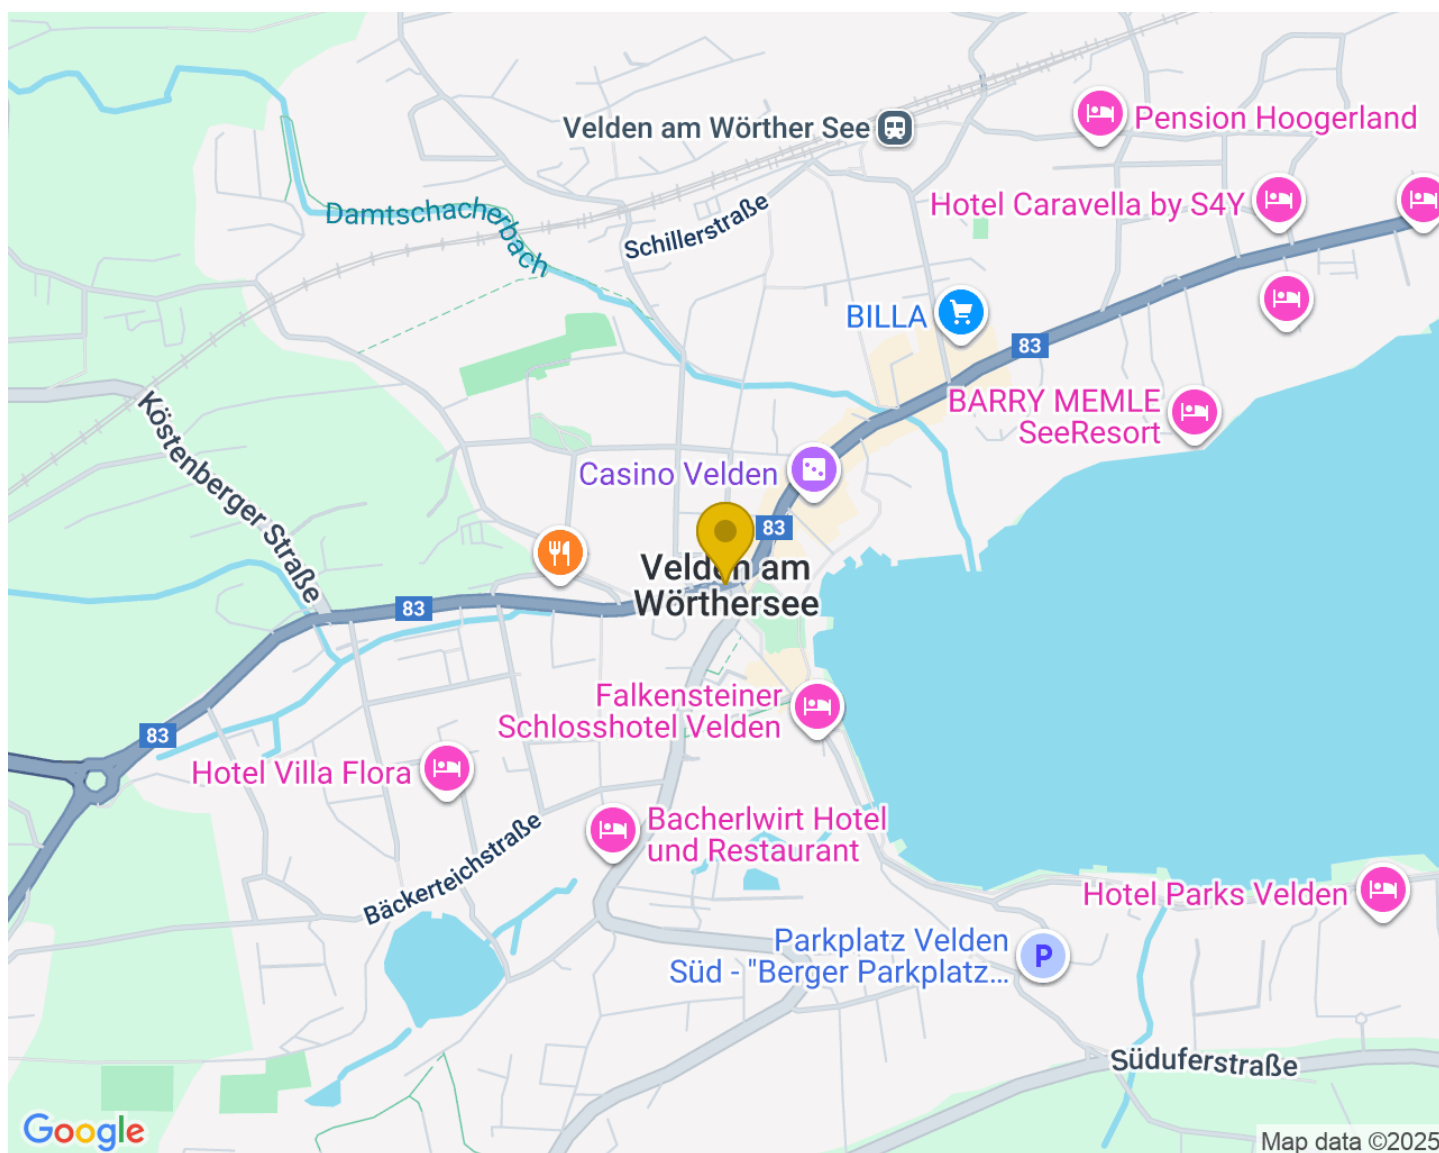 Velden am Wörther See
Pension Hoogerland
Hotel Caravella by S4Y
Damtschacherbach
Schillerstraße
BILLA
83
BARRY MEMLE
SeeResort
Köstenberger Straße
Casino Velden
83
Velden am
Wörthersee
83
Falkensteiner
Schlosshotel Velden
83
Hotel Villa Flora
Bacherlwirt Hotel
und Restaurant
Bäckerteichstraße
Hotel Parks Velden
Parkplatz Velden
Süd - "Berger Parkplatz...
P
Süduferstraße
Google
Map data ©2025